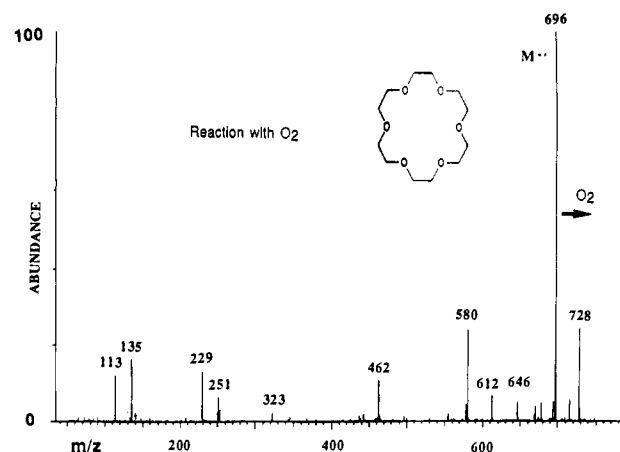 100
696
M··
Reaction with O2
O O
O O
O O
O2
ABUNDANCE
728
580
135
113
229
462
251
612
646
323
0
m/z
200
400
600